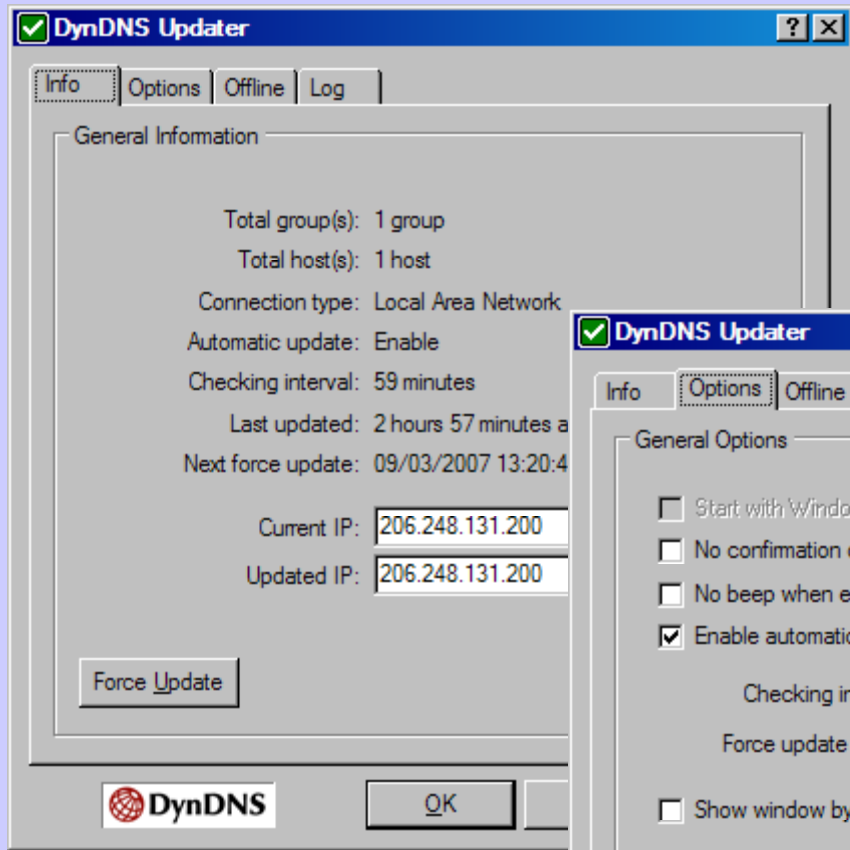 DynDNS Updater
Info Options Offline Log
General Information
Total group(s): 1 group
Total host(s): 1 host
Connection type: Local Area Network
Automatic update: Enable
Checking interval: 59 minutes
Last updated: 2 hours 57 minutes a
Next force update: 09/03/2007 13:20:4
Current IP: 206.248.131.200
Updated IP: 206.248.131.200
Force Update
DynDNS
OK
DynDNS Updater
Info Options Offline
General Options
Start with Windo
No confirmation
No beep when e
Enable automatic
Checking in
Force update
Show window by